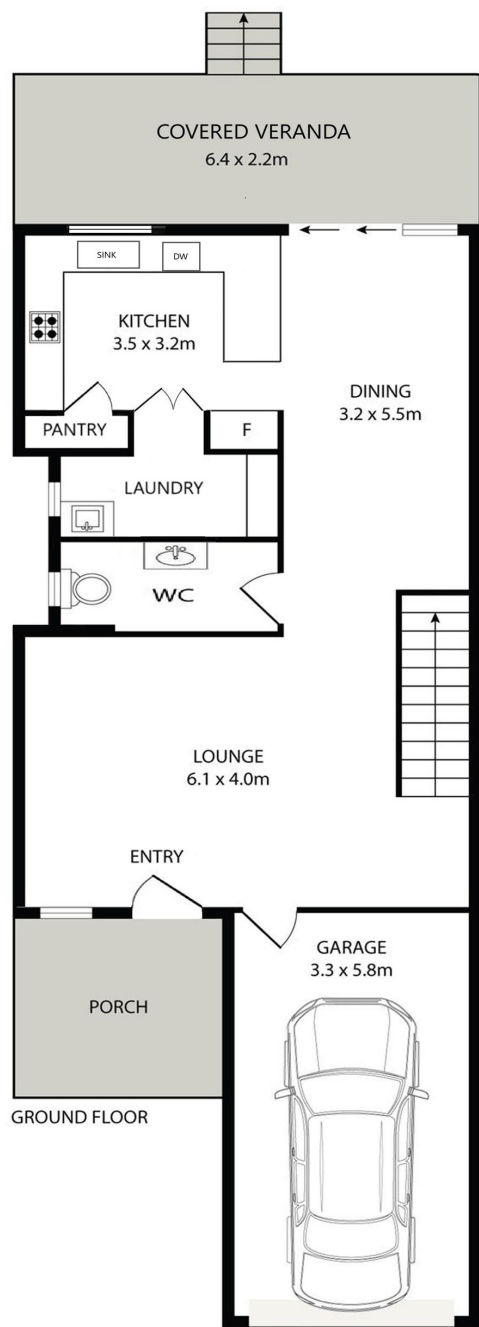 COVERED VERANDA
6.4 x 2.2m
SINK
DW
KITCHEN
3.5 x 3.2m
DINING
3.2 x 5.5m
PANTRY
F
LAUNDRY
WC
LOUNGE
6.1 x 4.0m
ENTRY
GARAGE
3.3 x 5.8m
PORCH
GROUND FLOOR